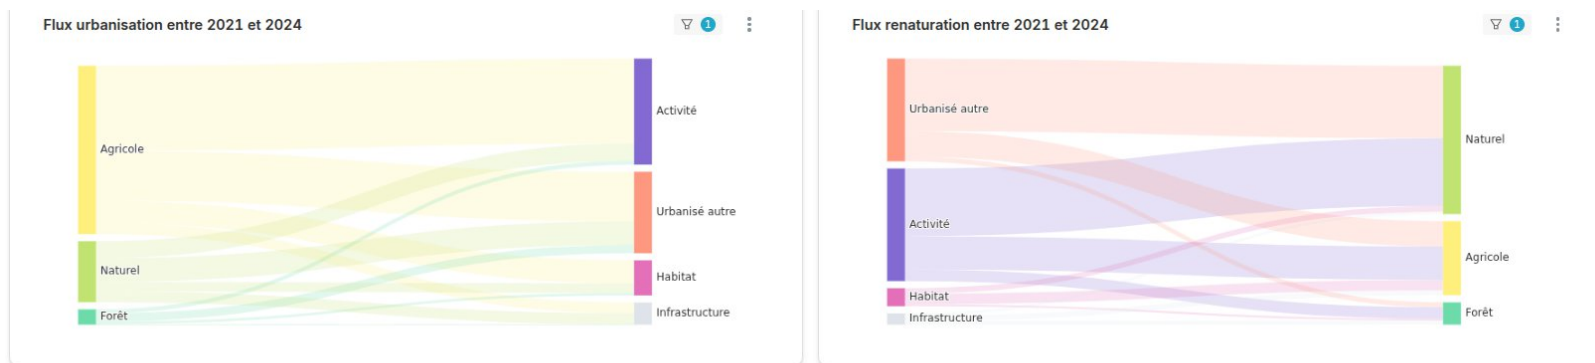 Flux urbanisation entre 2021 et 2024
1
Agricole
Naturel
Forêt
Activité
Urbanisé autre
Habitat
Infrastructure
Flux renaturation entre 2021 et 2024
1
Urbanisé autre
Activité
Habitat
Infrastructure
Naturel
Agricole
Forêt